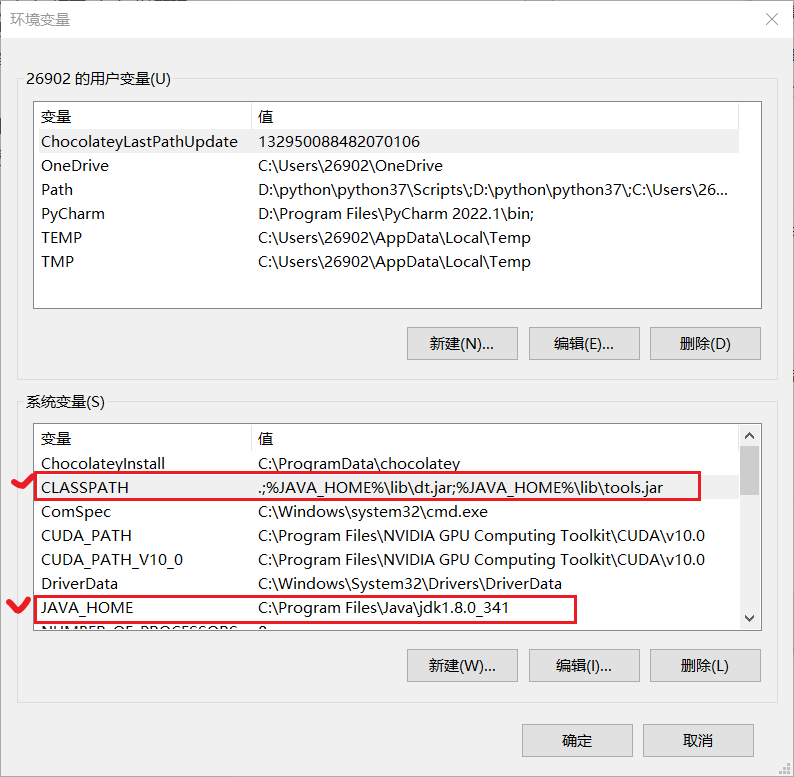 环境变量
26902 的用户变量(U)
变量 值
ChocolateyLastPathUpdate 132950088482070106
OneDrive C:\Users\26902\OneDrive
Path D:\python\python37\Scripts\;D:\python\python37\;C:\Users\26...
PyCharm D:\Program Files\PyCharm 2022.1\bin;
TEMP C:\Users\26902\AppData\Local\Temp
TMP C:\Users\26902\AppData\Local\Temp
新建(N)... 编辑(E)... 删除(D)
系统变量(S)
变量 值
ChocolateyInstall C:\ProgramData\chocolatey
CLASSPATH .;%JAVA_HOME%\lib\dt.jar;%JAVA_HOME%\lib\tools.jar
ComSpec C:\Windows\system32\cmd.exe
CUDA_PATH C:\Program Files\NVIDIA GPU Computing Toolkit\CUDA\v10.0
CUDA_PATH_V10_0 C:\Program Files\NVIDIA GPU Computing Toolkit\CUDA\v10.0
DriverData C:\Windows\System32\Drivers\DriverData
JAVA_HOME C:\Program Files\Java\jdk1.8.0_341
NUMBER_OF_PROCESSORS
新建(W)... 编辑(I)... 删除(L)
确定 取消